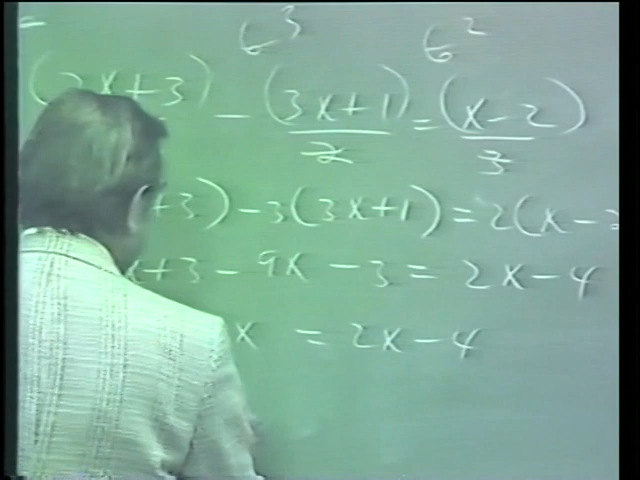 6 3 6 2
(2x+3) - (3x+1) = (x-2)
2 3
+3) -3(3x+1) = 2(x-
x+3 - 9x - 3 = 2x-4
x = 2x-4